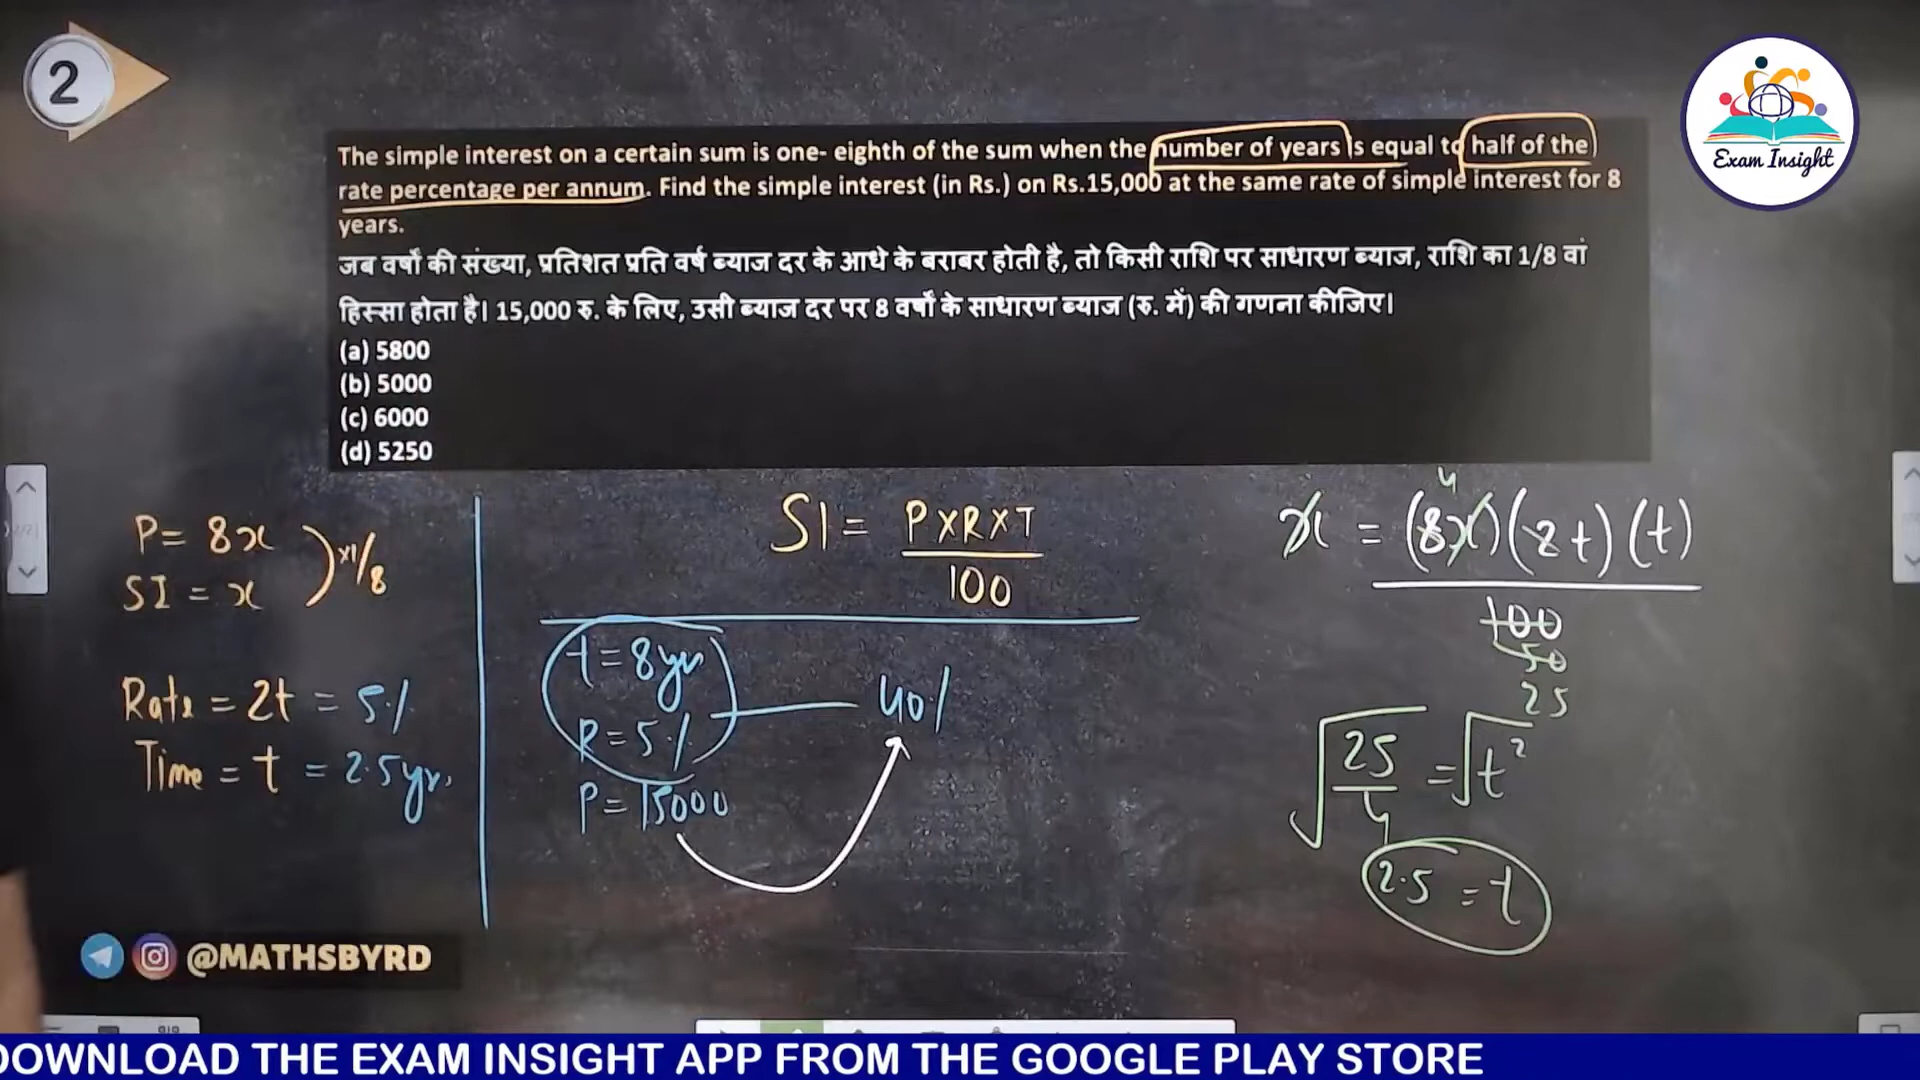 2
Exam Insight
The simple interest on a certain sum is one- eighth of the sum when the number of years is equal to half of the
rate percentage per annum. Find the simple interest (in Rs.) on Rs.15,000 at the same rate of simple interest for 8
years.
जब वर्षों की संख्या, प्रतिशत प्रति वर्ष ब्याज दर के आधे के बराबर होती है, तो किसी राशि पर साधारण ब्याज, राशि का 1/8 वां
हिस्सा होता है। 15,000 रु. के लिए, उसी ब्याज दर पर 8 वर्षों के साधारण ब्याज (रु. में) की गणना कीजिए।
(a) 5800
(b) 5000
(c) 6000
(d) 5250
P = 8x
SI = x
×1/8
Rate = 2t = 5%
Time = t = 2.5yr.
SI = P×R×T
100
t = 8yr
R = 5%
40%
P = 15000
4
x = (8x)(2t)(t)
100
50
25
√25/4 = √t²
2.5 = t
@MATHSBYRD
DOWNLOAD THE EXAM INSIGHT APP FROM THE GOOGLE PLAY STORE